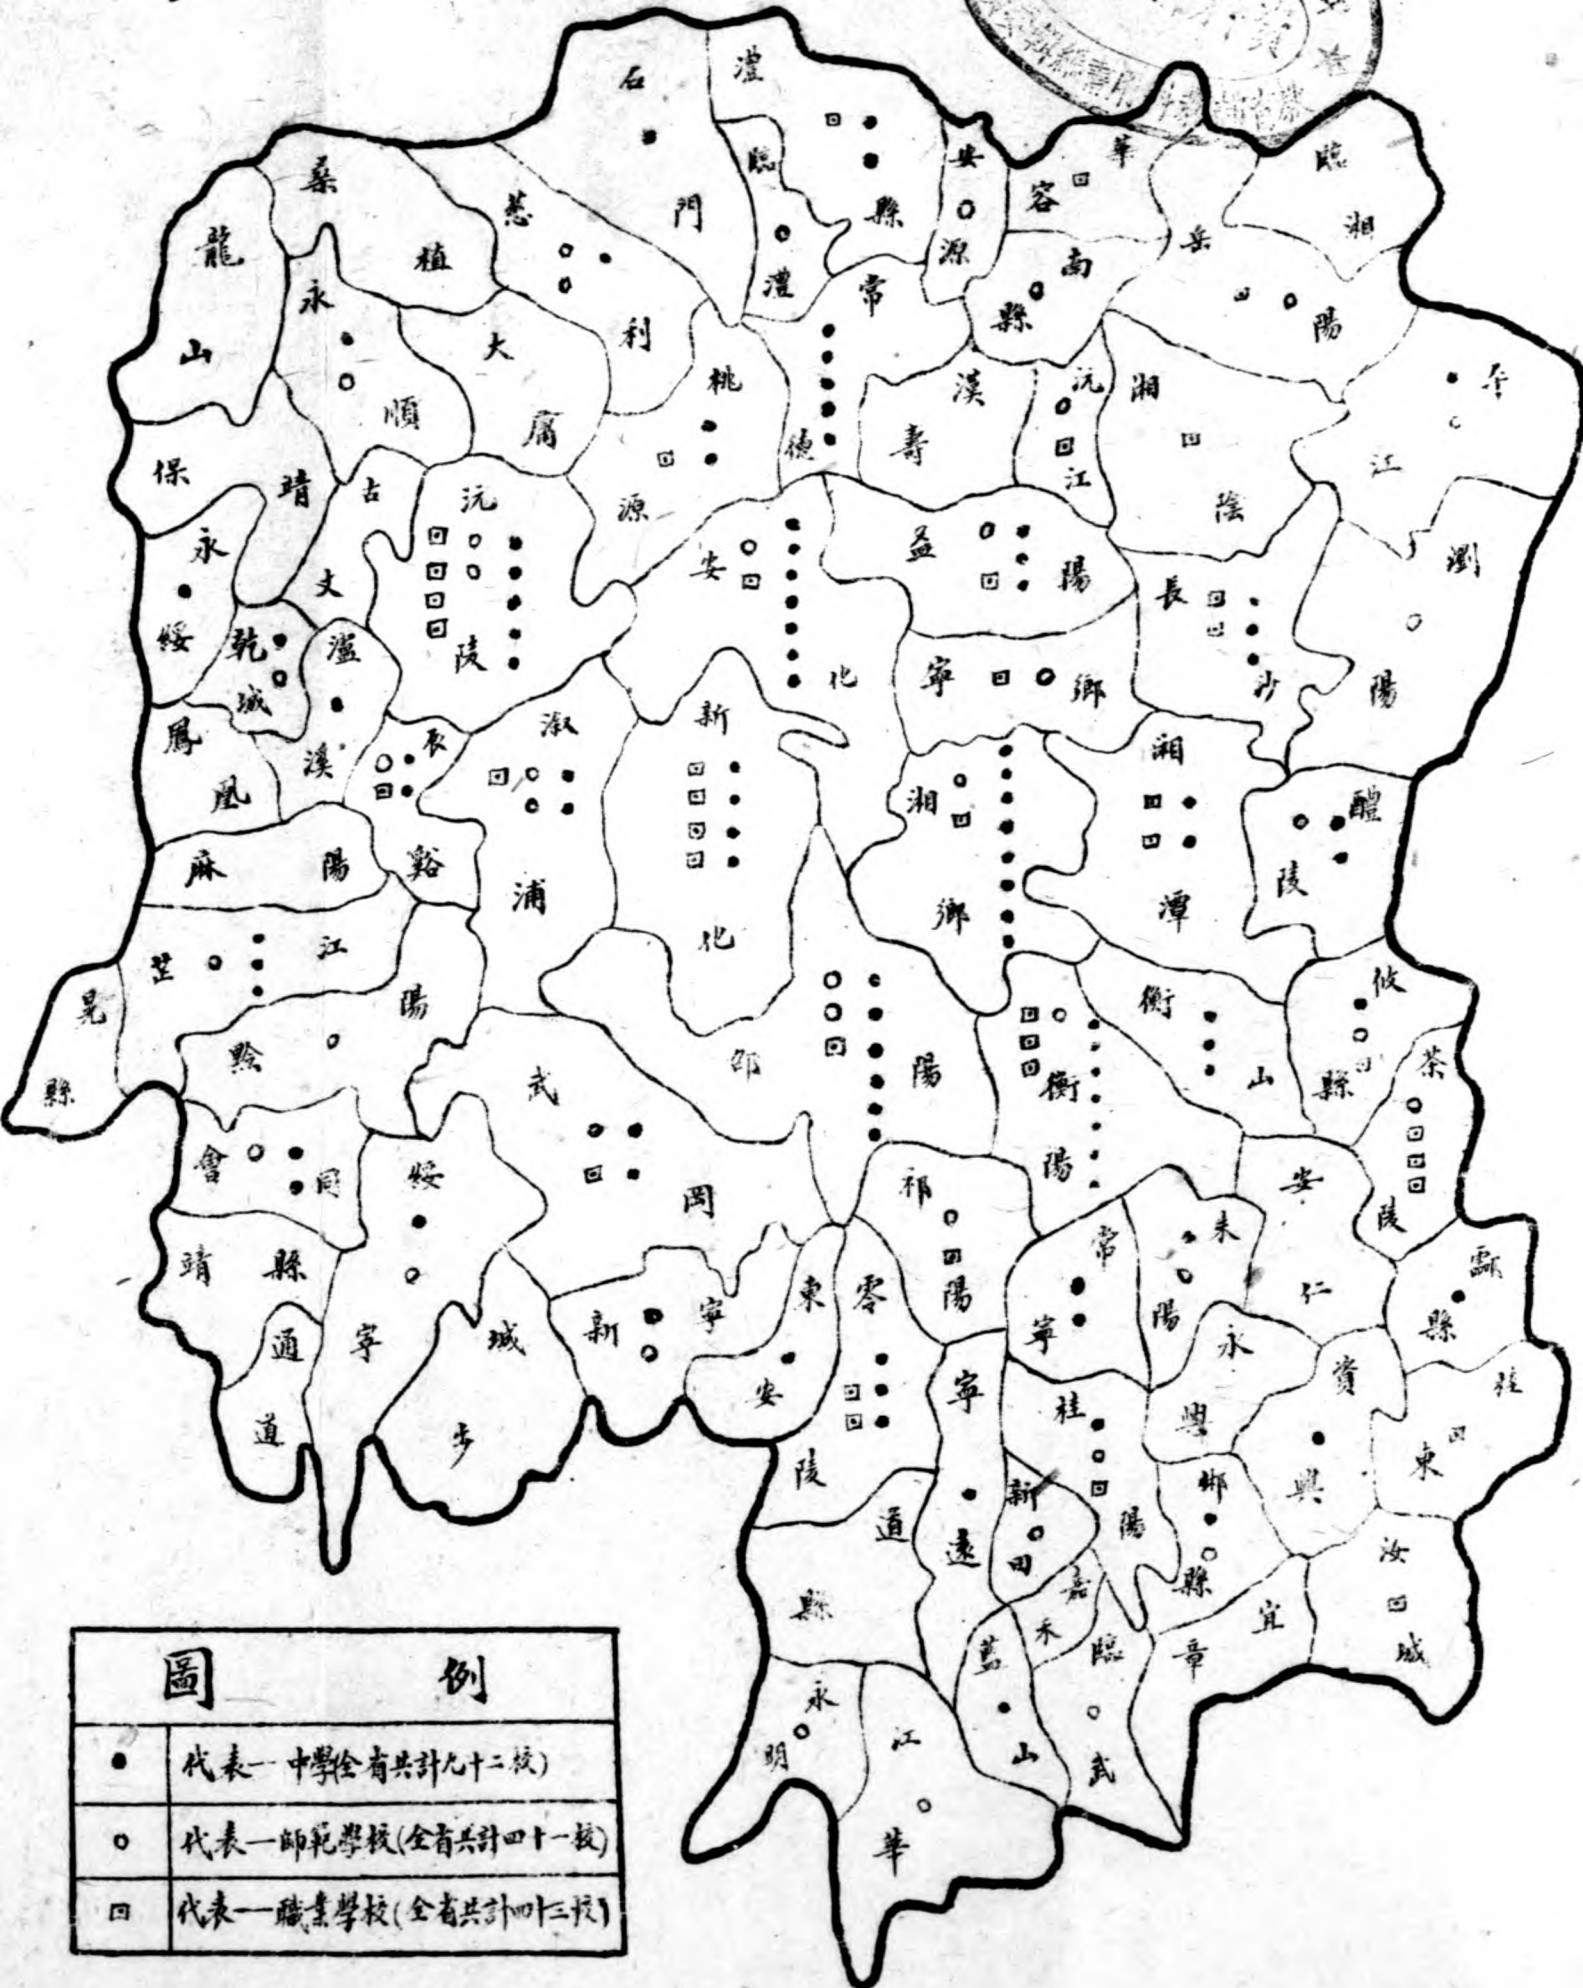 石門
澧縣
臨澧
安源
華容
臨湘
岳陽
南縣
桑植
龍山
慈利
永順
大庸
桃源
常德
漢壽
沅江
湘陰
平江
保靖
古丈
沅陵
永綏
乾城
瀘溪
安化
益陽
長沙
瀏陽
寧鄉
鳳凰
辰谿
漵浦
新化
湘鄉
湘潭
醴陵
麻陽
芷江
晃縣
黔陽
邵陽
衡陽
衡山
攸縣
茶陵
武岡
會同
綏寧
靖縣
通道
城步
新寧
東安
零陵
祁陽
常寧
耒陽
安仁
酃縣
永興
資興
桂東
寧遠
桂陽
新田
郴縣
汝城
道縣
嘉禾
藍山
臨武
宜章
永明
江華
圖例
● 代表—中學(全省共計九十二校)
○ 代表—師範學校(全省共計四十一校)
回 代表—職業學校(全省共計四十三校)